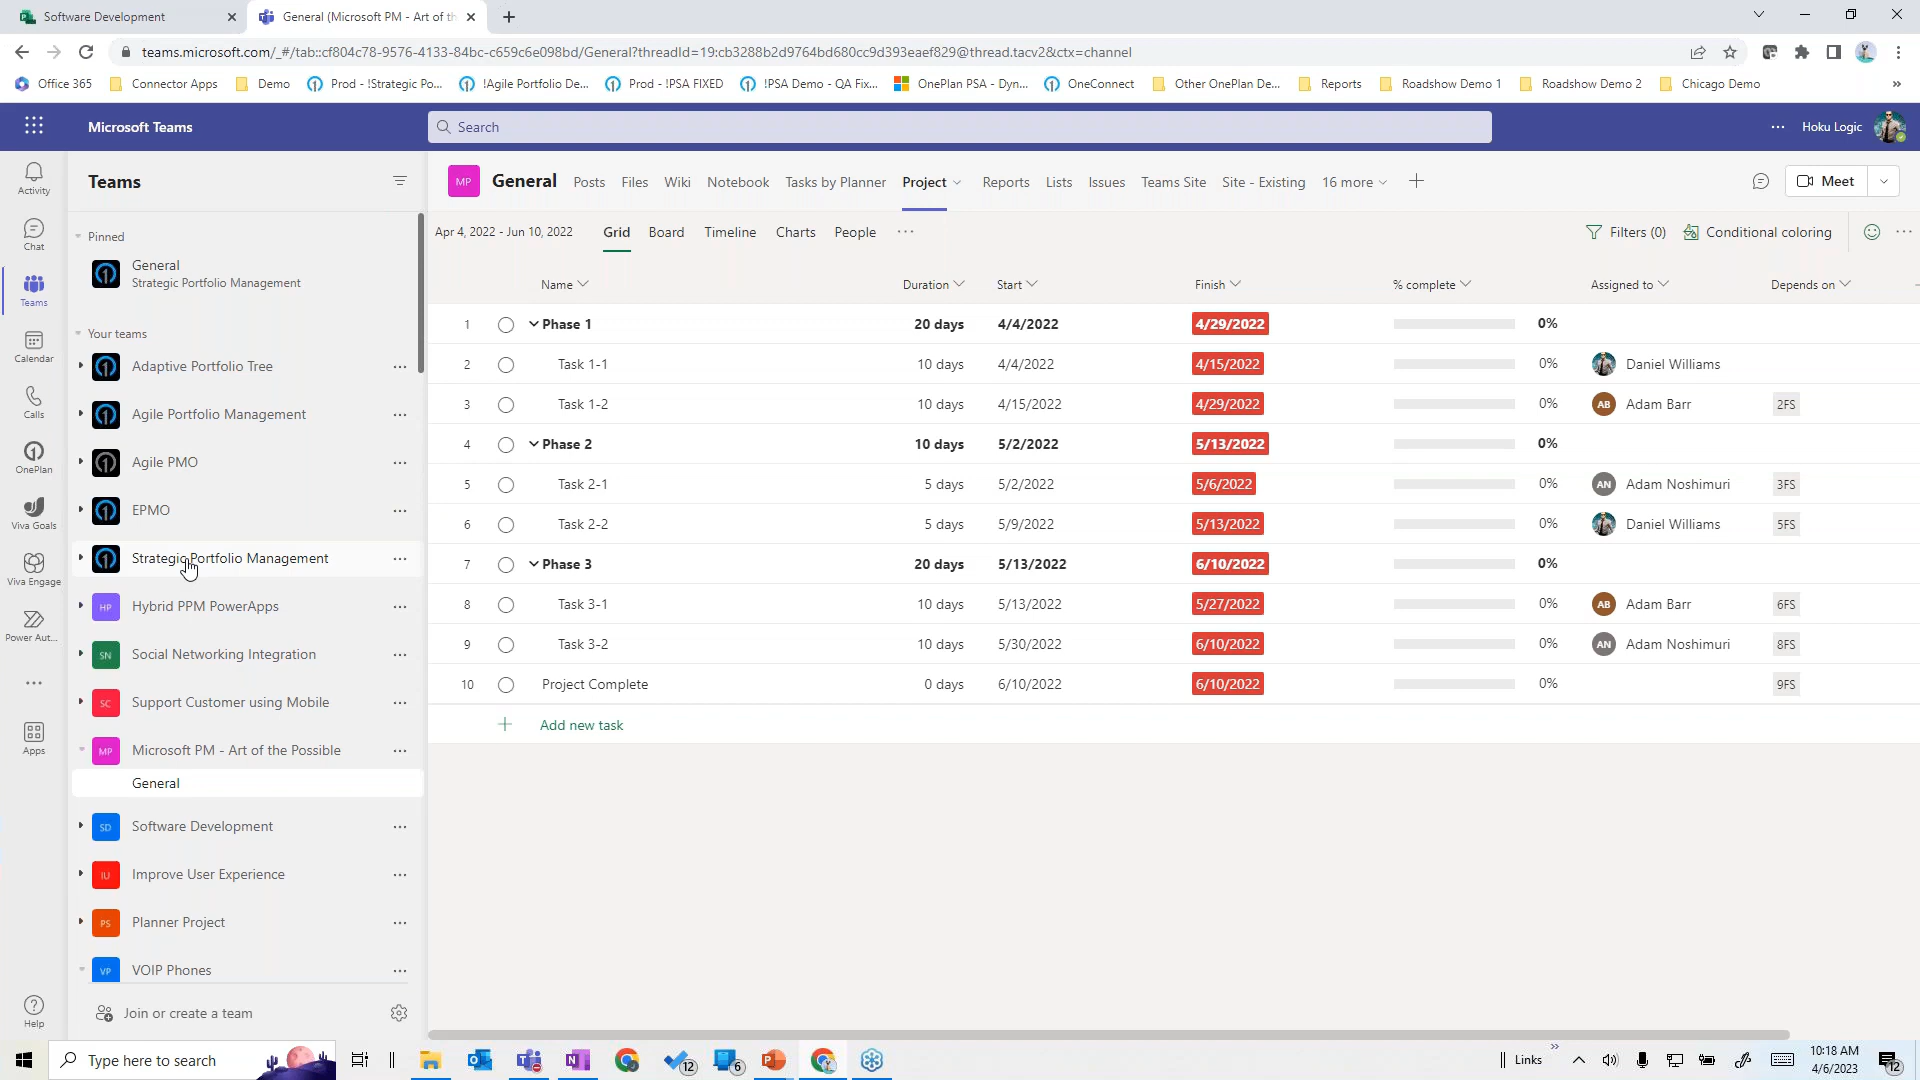 Software Development
General (Microsoft PM - Art of th
teams.microsoft.com/_#/tab::cf804c78-9576-4133-84bc-c659c6e098bd/General?threadId=19:cb3288b2d9764bd680cc9d393eaef829@thread.tacv2&ctx=channel
Office 365 Connector Apps Demo Prod - !Strategic Po... !Agile Portfolio De... Prod - !PSA FIXED !PSA Demo - QA Fix... OnePlan PSA - Dyn... OneConnect Other OnePlan De... Reports Roadshow Demo 1 Roadshow Demo 2 Chicago Demo »
Microsoft Teams
Search
Hoku Logic
Activity
Chat
Teams
Calendar
Calls
OnePlan
Viva Goals
Viva Engage
Power Aut...
Apps
Help
Teams
Pinned
General
Strategic Portfolio Management
Your teams
Adaptive Portfolio Tree
Agile Portfolio Management
Agile PMO
EPMO
Strategic Portfolio Management
HP Hybrid PPM PowerApps
SN Social Networking Integration
SC Support Customer using Mobile
MP Microsoft PM - Art of the Possible
General
SD Software Development
IU Improve User Experience
PS Planner Project
VP VOIP Phones
Join or create a team
MP General Posts Files Wiki Notebook Tasks by Planner Project Reports Lists Issues Teams Site Site - Existing 16 more
Meet
Apr 4, 2022 - Jun 10, 2022 Grid Board Timeline Charts People
Filters (0) Conditional coloring
Name Duration Start Finish % complete Assigned to Depends on
1 Phase 1 20 days 4/4/2022 4/29/2022 0%
2 Task 1-1 10 days 4/4/2022 4/15/2022 0% Daniel Williams
3 Task 1-2 10 days 4/15/2022 4/29/2022 0% AB Adam Barr 2FS
4 Phase 2 10 days 5/2/2022 5/13/2022 0%
5 Task 2-1 5 days 5/2/2022 5/6/2022 0% AN Adam Noshimuri 3FS
6 Task 2-2 5 days 5/9/2022 5/13/2022 0% Daniel Williams 5FS
7 Phase 3 20 days 5/13/2022 6/10/2022 0%
8 Task 3-1 10 days 5/13/2022 5/27/2022 0% AB Adam Barr 6FS
9 Task 3-2 10 days 5/30/2022 6/10/2022 0% AN Adam Noshimuri 8FS
10 Project Complete 0 days 6/10/2022 6/10/2022 0% 9FS
Add new task
Type here to search
12
6
Links »
10:18 AM
4/6/2023
12